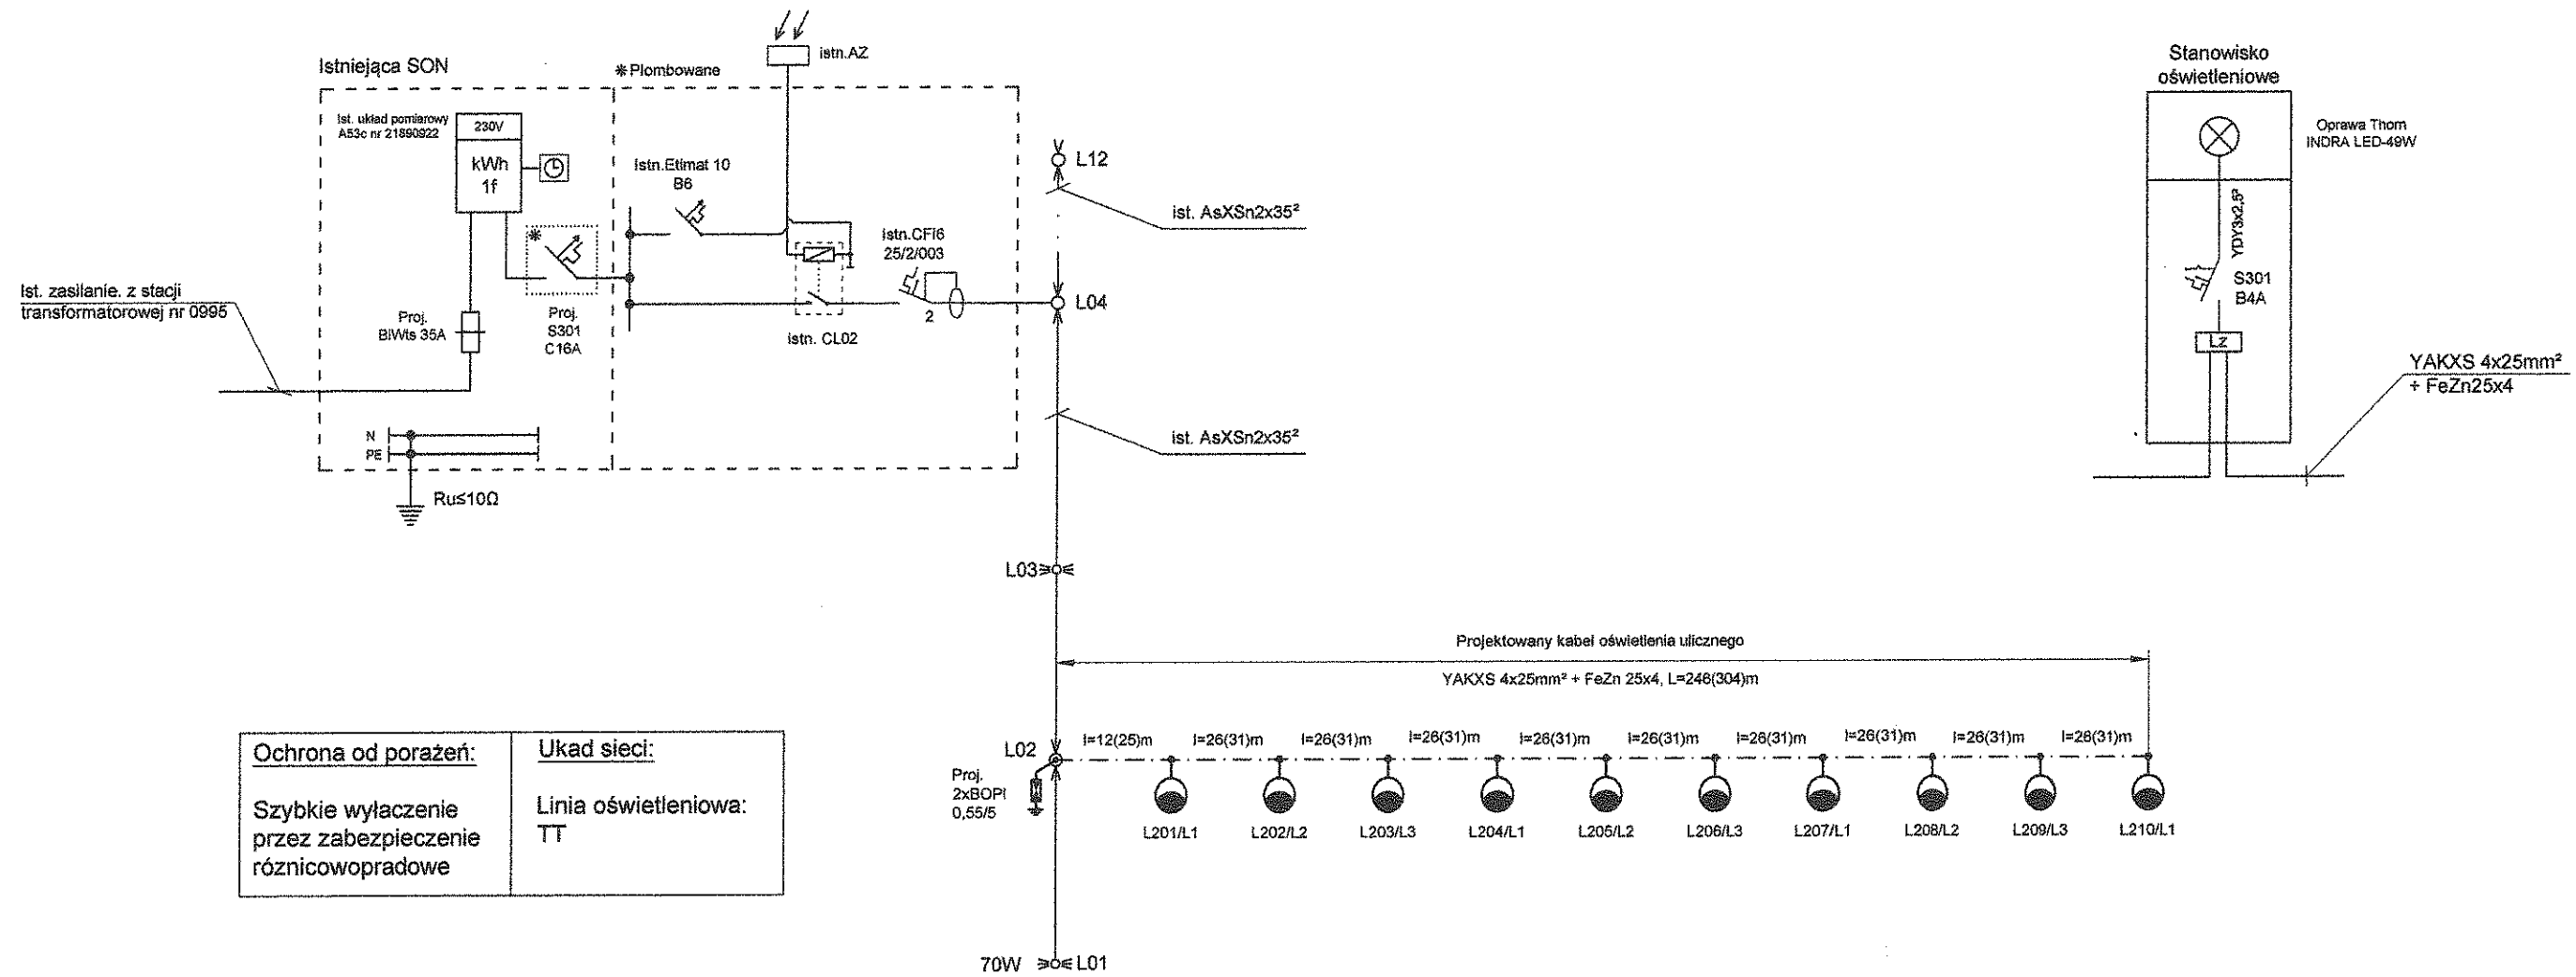 Istniejąca SON
✳Plombowane
istn.AZ
Ist. układ pomiarowy
A53c nr 21890922
230V
kWh
1f
Istn.Etimat 10
B6
✳
Istn.CFI6
25/2/003
2
Ist. zasilanie. z stacji
transformatorowej nr 0995
Proj.
BiWts 35A
Proj.
S301
C16A
istn. CL02
N
PE
Ru≤10Ω
L12
ist. AsXSn2x35²
L04
ist. AsXSn2x35²
L03
Stanowisko
oświetleniowe
Oprawa Thorn
INDRA LED-49W
YDY3x2,5²
S301
B4A
Lz
YAKXS 4x25mm²
+ FeZn25x4
Projektowany kabel oświetlenia ulicznego
YAKXS 4x25mm² + FeZn 25x4, L=246(304)m
L02
l=12(25)m
l=26(31)m
l=26(31)m
l=26(31)m
l=26(31)m
l=26(31)m
l=26(31)m
l=26(31)m
l=26(31)m
l=26(31)m
Proj.
2xBOPI
0,55/5
L201/L1
L202/L2
L203/L3
L204/L1
L205/L2
L206/L3
L207/L1
L208/L2
L209/L3
L210/L1
Ochrona od porażeń:
Szybkie wyłaczenie
przez zabezpieczenie
róznicowopradowe
Ukad sieci:
Linia oświetleniowa:
TT
70W
L01